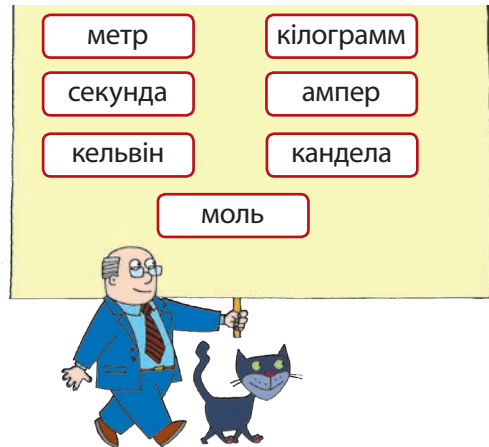 метр кілограмм
секунда ампер
кельвін кандела
моль